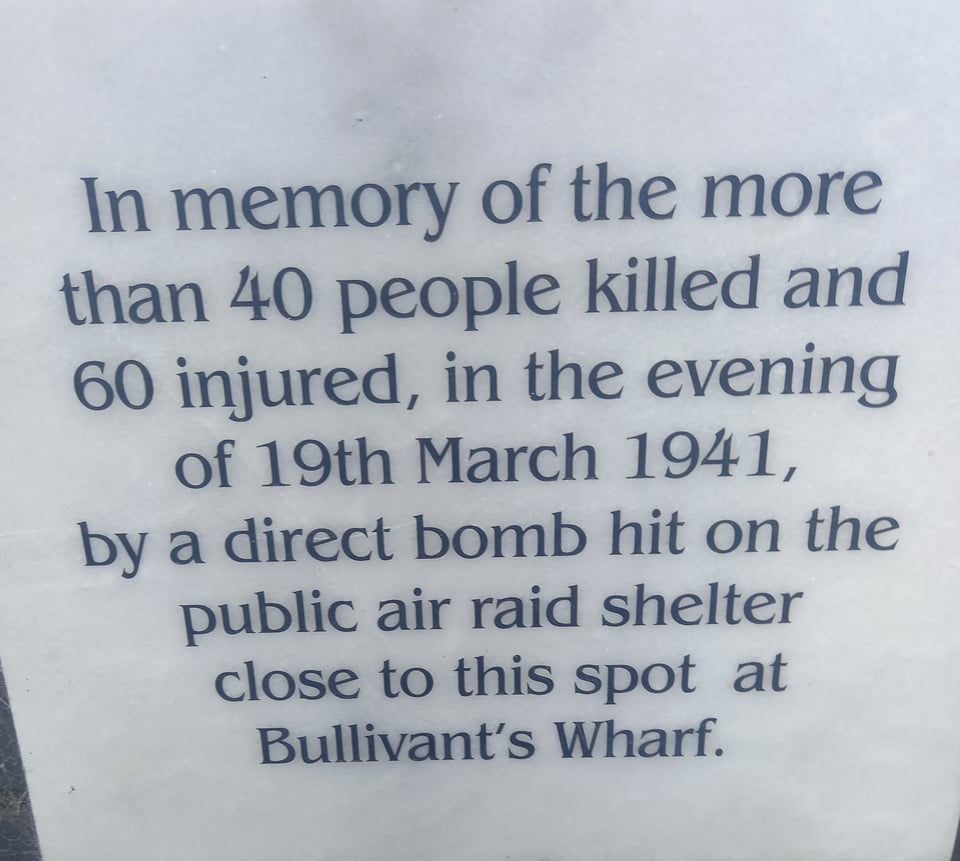 In memory of the more
than 40 people killed and
60 injured, in the evening
of 19th March 1941,
by a direct bomb hit on the
public air raid shelter
close to this spot at
Bullivant's Wharf.